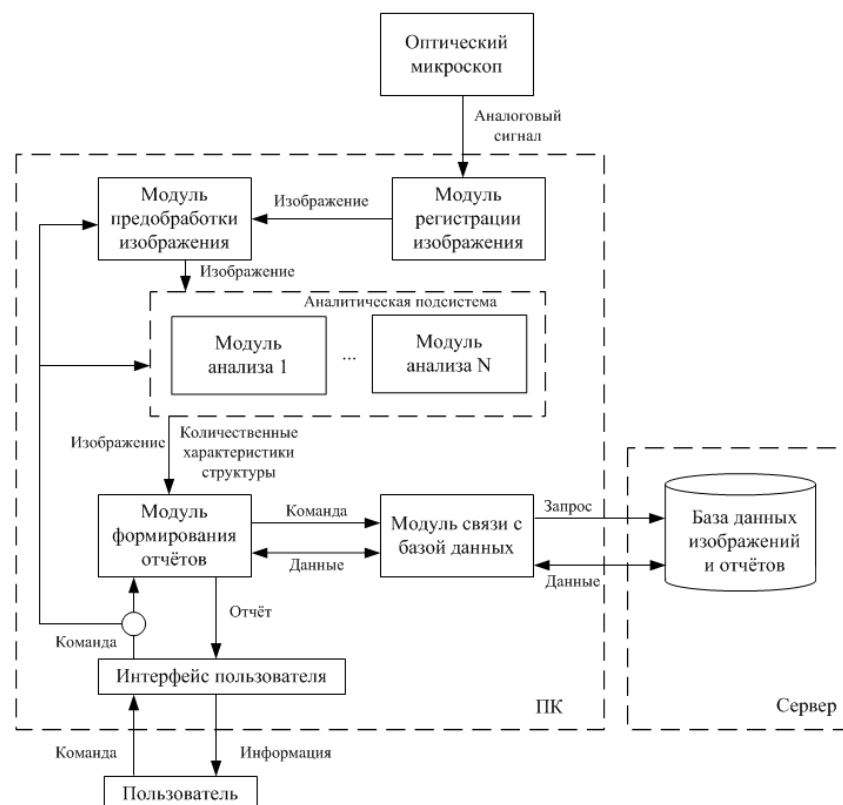 Оптический
микроскоп
Аналоговый
сигнал
Модуль
предобработки
изображения
Изображение
Модуль
регистрации
изображения
Изображение
Аналитическая подсистема
Модуль
анализа 1
...
Модуль
анализа N
Изображение
Количественные
характеристики
структуры
Модуль
формирования
отчётов
Команда
Данные
Модуль связи с
базой данных
Запрос
Данные
База данных
изображений
и отчётов
Отчёт
Команда
Интерфейс пользователя
ПК
Сервер
Команда
Информация
Пользователь